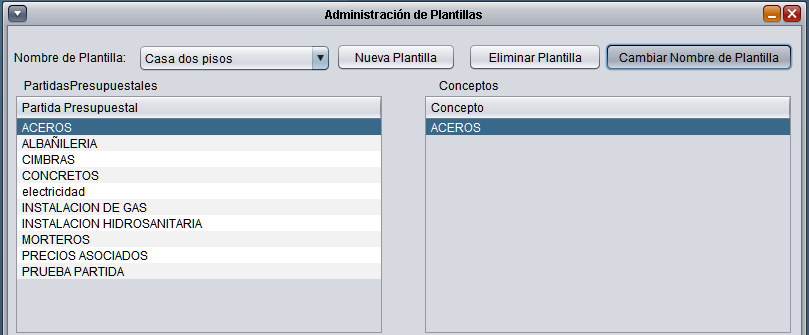 Administración de Plantillas
Nombre de Plantilla: Casa dos pisos Nueva Plantilla Eliminar Plantilla Cambiar Nombre de Plantilla
PartidasPresupuestales
Partida Presupuestal
ACEROS
ALBAÑILERIA
CIMBRAS
CONCRETOS
electricidad
INSTALACION DE GAS
INSTALACION HIDROSANITARIA
MORTEROS
PRECIOS ASOCIADOS
PRUEBA PARTIDA
Conceptos
Concepto
ACEROS